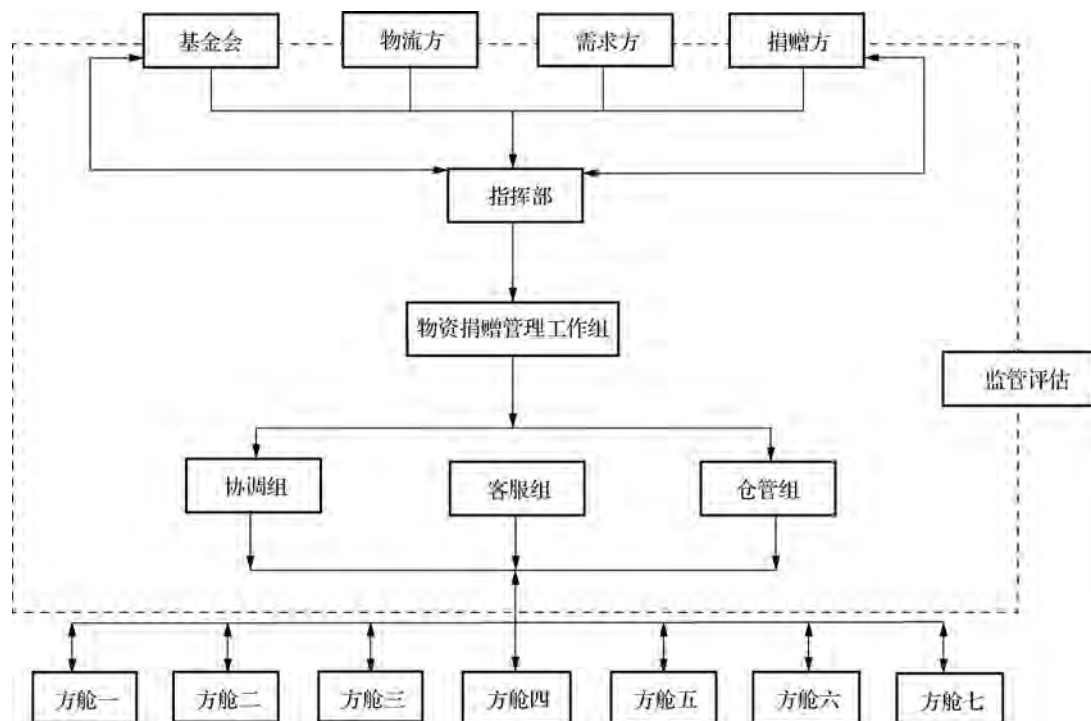 基金会
物流方
需求方
捐赠方
指挥部
物资捐赠管理工作组
监管评估
协调组
客服组
仓管组
方舱一
方舱二
方舱三
方舱四
方舱五
方舱六
方舱七